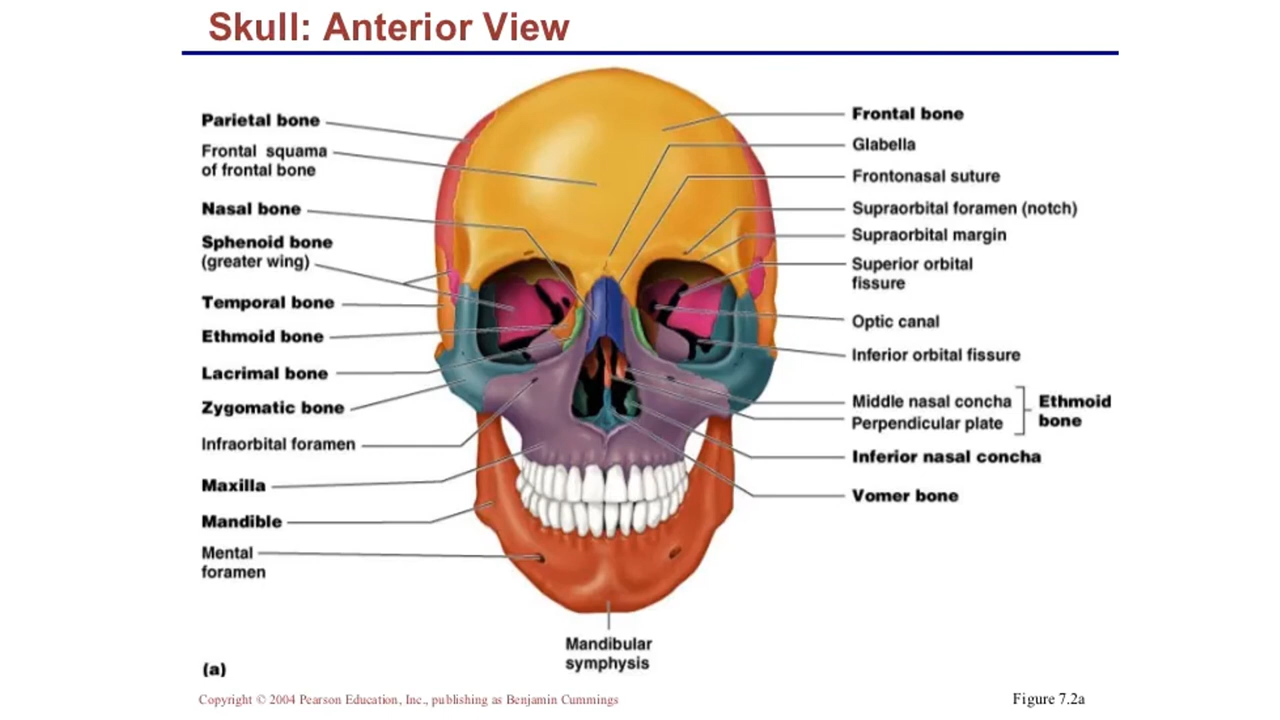 Skull: Anterior View
Parietal bone
Frontal squama
of frontal bone
Nasal bone
Sphenoid bone
(greater wing)
Temporal bone
Ethmoid bone
Lacrimal bone
Zygomatic bone
Infraorbital foramen
Maxilla
Mandible
Mental
foramen
Frontal bone
Glabella
Frontonasal suture
Supraorbital foramen (notch)
Supraorbital margin
Superior orbital
fissure
Optic canal
Inferior orbital fissure
Middle nasal concha
Perpendicular plate
Ethmoid
bone
Inferior nasal concha
Vomer bone
Mandibular
symphysis
(a)
Copyright © 2004 Pearson Education, Inc., publishing as Benjamin Cummings
Figure 7.2a